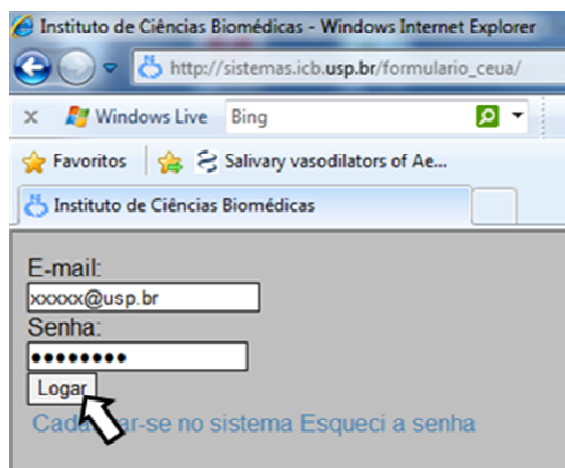 Instituto de Ciências Biomédicas - Windows Internet Explorer
http://sistemas.icb.usp.br/formulario_ceua/
x Windows Live Bing
Favoritos Salivary vasodilators of Ae...
Instituto de Ciências Biomédicas
E-mail:
xxxxx@usp.br
Senha:
••••••••
Logar
-se no sistema Esqueci a senha